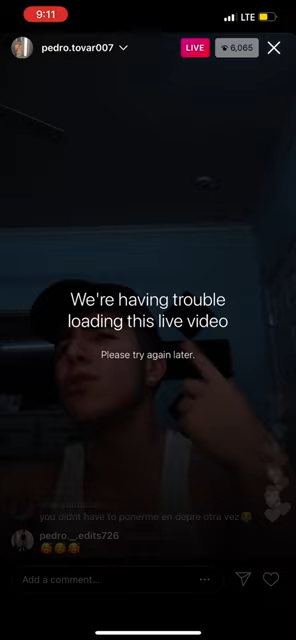 9:11
LTE
pedro.tovar007
LIVE
6,065
We're having trouble
loading this live video
Please try again later.
you didnt have to ponerme en depre otra vez😭
pedro._.edits726
🥰🥰🥰
Add a comment...